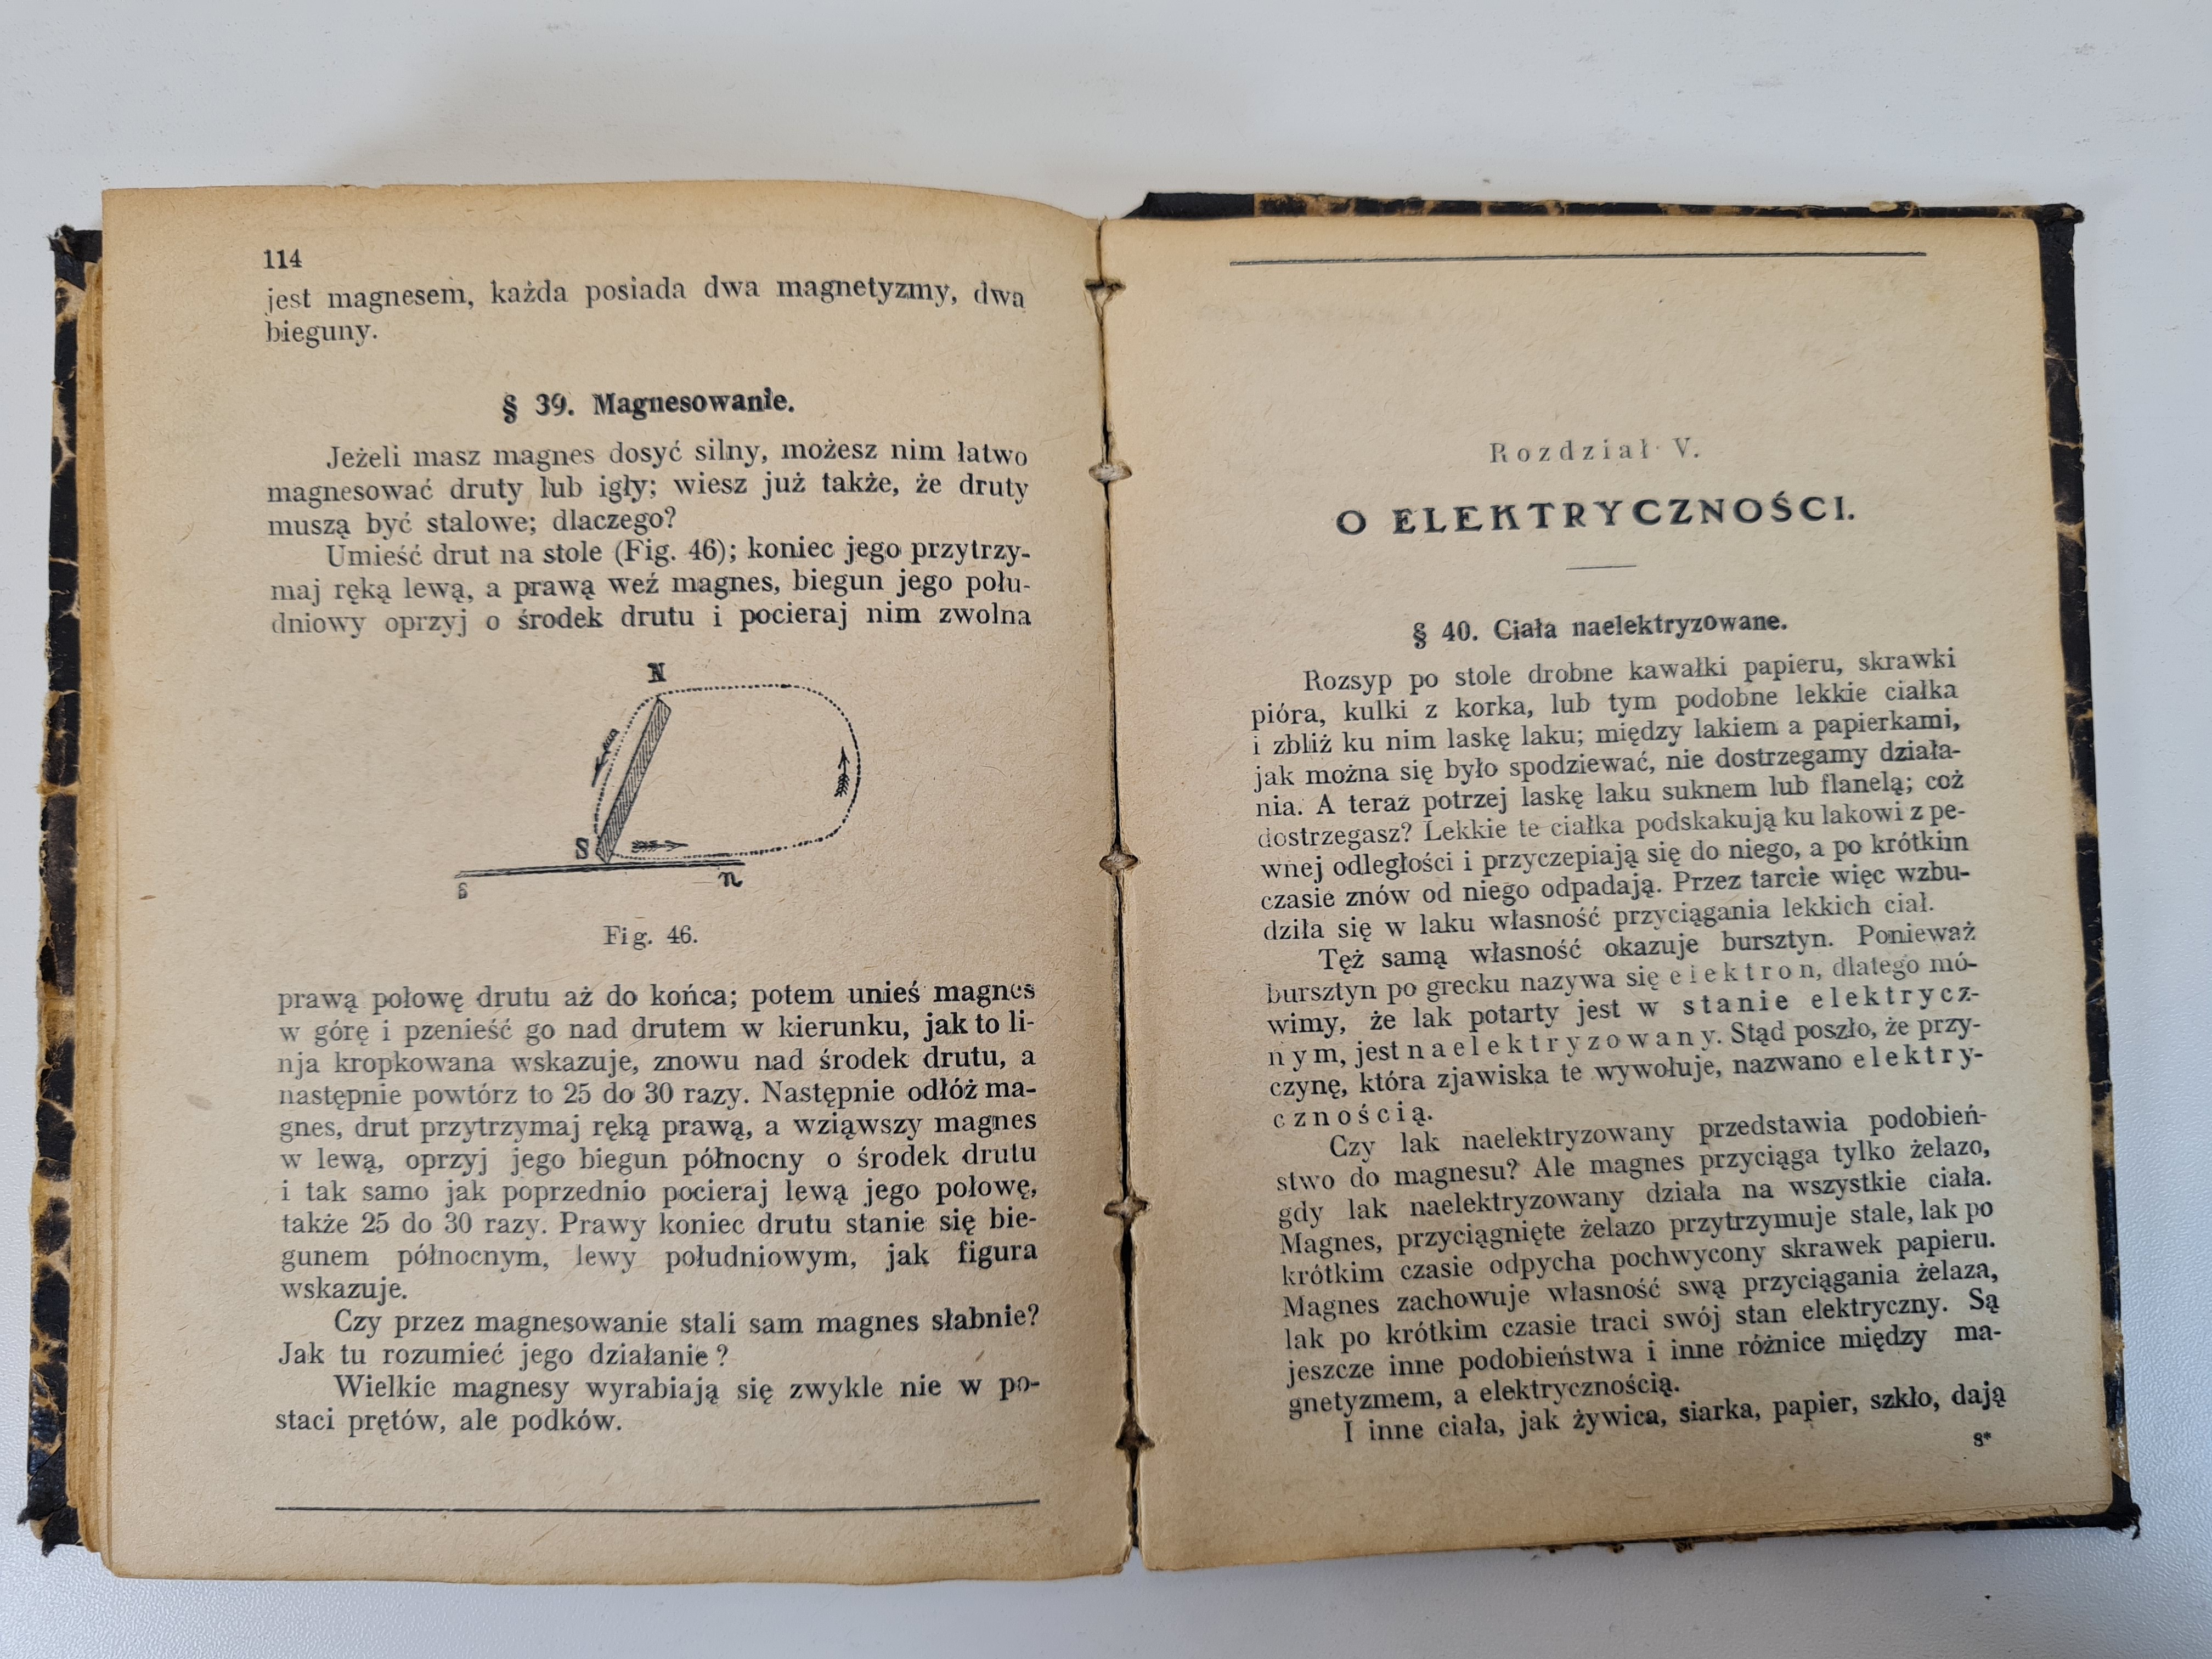 114
jest magnesem, każda posiada dwa magnetyzmy, dwa
bieguny.
§ 39. Magnesowanie.
Jeżeli masz magnes dosyć silny, możesz nim łatwo
magnesować druty lub igły; wiesz już także, że druty
muszą być stalowe; dlaczego?
Umieść drut na stole (Fig. 46); koniec jego przytrzy-
maj ręką lewą, a prawą weź magnes, biegun jego połu-
dniowy oprzyj o środek drutu i pocieraj nim zwolna
N
S
s
n
Fig. 46.
prawą połowę drutu aż do końca; potem unieś magnes
w górę i pzenieść go nad drutem w kierunku, jak to li-
nja kropkowana wskazuje, znowu nad środek drutu, a
następnie powtórz to 25 do 30 razy. Następnie odłóż ma-
gnes, drut przytrzymaj ręką prawą, a wziąwszy magnes
w lewą, oprzyj jego biegun północny o środek drutu
i tak samo jak poprzednio pocieraj lewą jego połowę,
także 25 do 30 razy. Prawy koniec drutu stanie się bie-
gunem północnym, lewy południowym, jak figura
wskazuje.
Czy przez magnesowanie stali sam magnes słabnie?
Jak tu rozumieć jego działanie?
Wielkie magnesy wyrabiają się zwykle nie w po-
staci prętów, ale podków.
Rozdział V.
O ELEKTRYCZNOŚCI.
§ 40. Ciała naelektryzowane.
Rozsyp po stole drobne kawałki papieru, skrawki
pióra, kulki z korka, lub tym podobne lekkie ciałka
i zbliż ku nim laskę laku; między lakiem a papierkami,
jak można się było spodziewać, nie dostrzegamy działa-
nia. A teraz potrzej laskę laku suknem lub flanelą; coż
dostrzegasz? Lekkie te ciałka podskakują ku lakowi z pe-
wnej odległości i przyczepiają się do niego, a po krótkim
czasie znów od niego odpadają. Przez tarcie więc wzbu-
dziła się w laku własność przyciągania lekkich ciał.
Tęż samą własność okazuje bursztyn. Ponieważ
bursztyn po grecku nazywa się elektron, dlatego mó-
wimy, że lak potarty jest w stanie elektrycz-
nym, jest naelektryzowany. Stąd poszło, że przy-
czynę, która zjawiska te wywołuje, nazwano elektry-
cznością.
Czy lak naelektryzowany przedstawia podobień-
stwo do magnesu? Ale magnes przyciąga tylko żelazo,
gdy lak naelektryzowany działa na wszystkie ciała.
Magnes, przyciągnięte żelazo przytrzymuje stale, lak po
krótkim czasie odpycha pochwycony skrawek papieru.
Magnes zachowuje własność swą przyciągania żelaza,
lak po krótkim czasie traci swój stan elektryczny. Są
jeszcze inne podobieństwa i inne różnice między ma-
gnetyzmem, a elektrycznością.
I inne ciała, jak żywica, siarka, papier, szkło, dają
8*